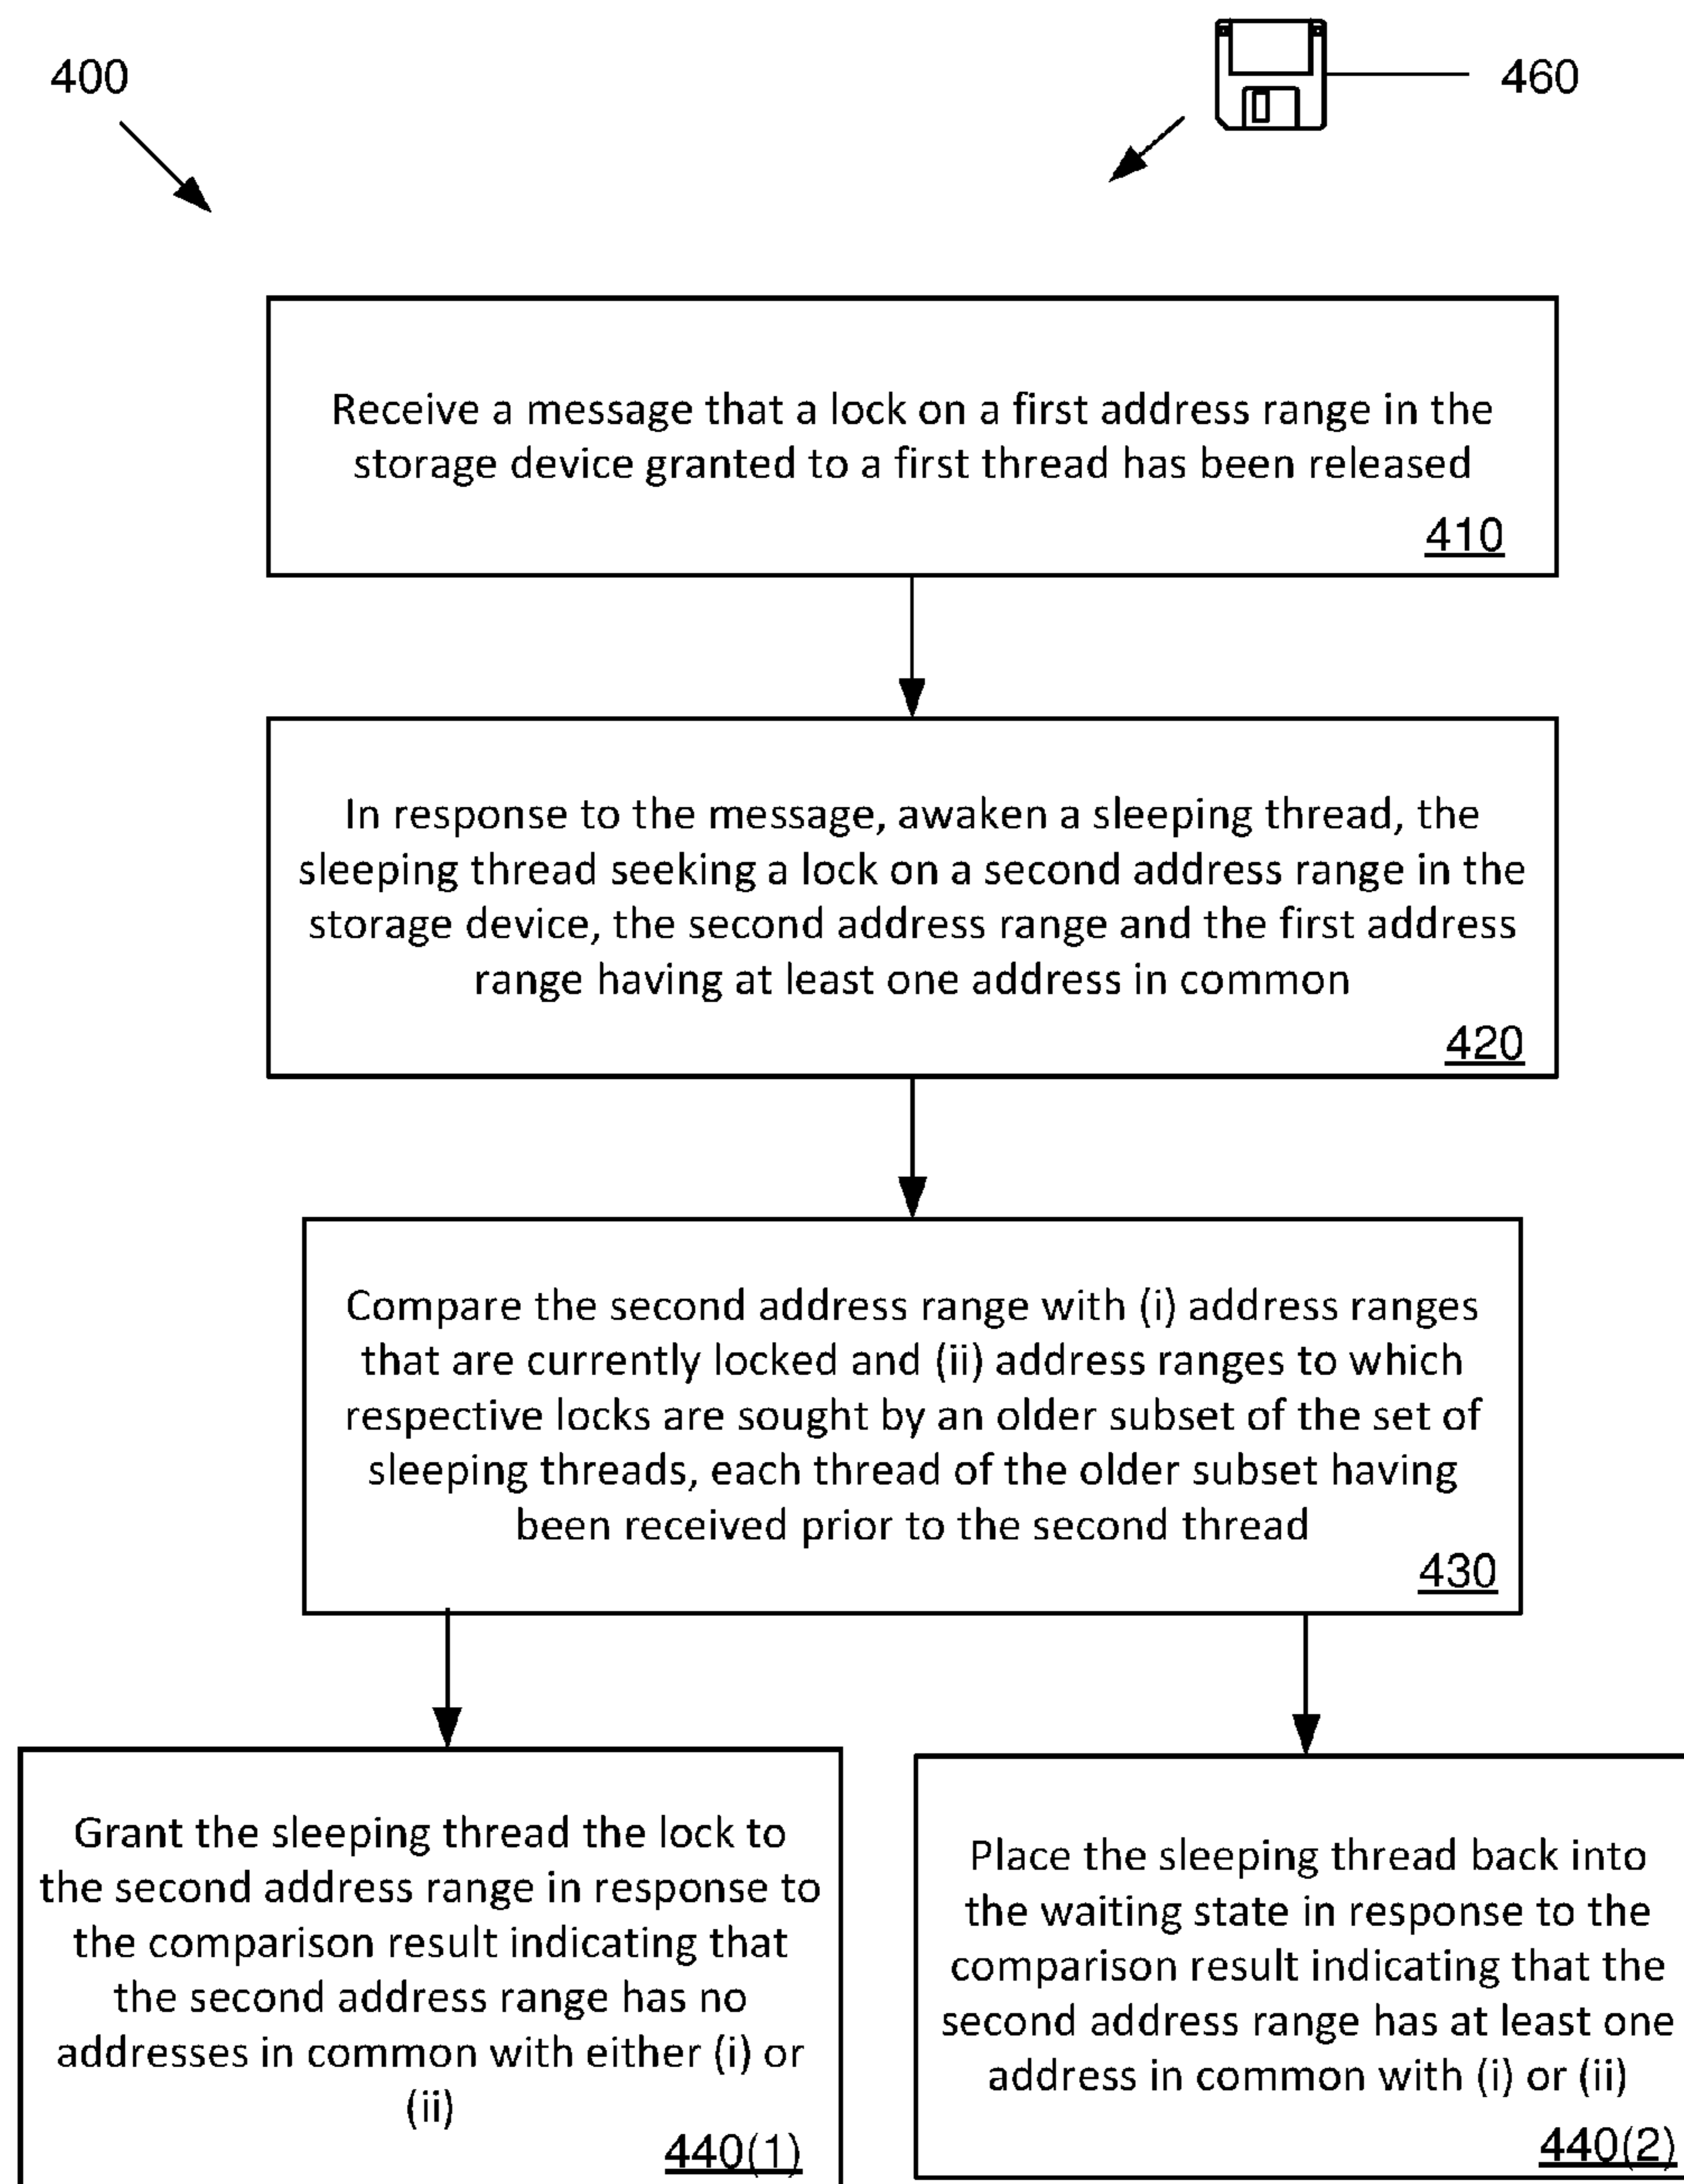 400
460
Receive a message that a lock on a first address range in the
storage device granted to a first thread has been released
410
In response to the message, awaken a sleeping thread, the
sleeping thread seeking a lock on a second address range in the
storage device, the second address range and the first address
range having at least one address in common
420
Compare the second address range with (i) address ranges
that are currently locked and (ii) address ranges to which
respective locks are sought by an older subset of the set of
sleeping threads, each thread of the older subset having
been received prior to the second thread
430
Grant the sleeping thread the lock to
the second address range in response to
the comparison result indicating that
the second address range has no
addresses in common with either (i) or
(ii)
440(1)
Place the sleeping thread back into
the waiting state in response to the
comparison result indicating that the
second address range has at least one
address in common with (i) or (ii)
440(2)